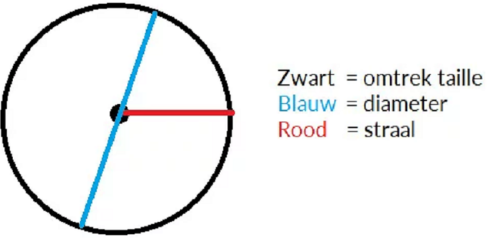 Zwart = omtrek taille
Blauw = diameter
Rood = straal